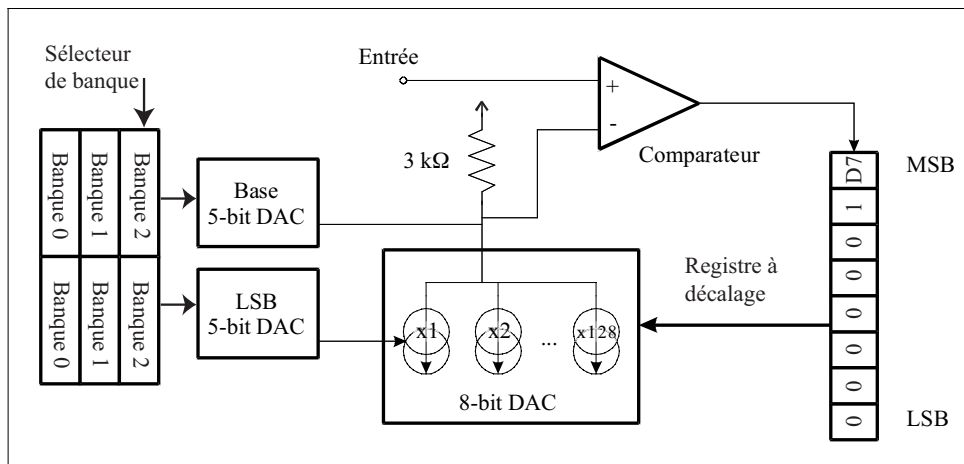 Sélecteur
de banque
Entrée
+
-
3 kΩ
Comparateur
Banque 0
Banque 1
Banque 2
Base
5-bit DAC
Banque 0
Banque 1
Banque 2
LSB
5-bit DAC
x1
x2
...
x128
8-bit DAC
Registre à
décalage
MSB
D7
1
0
0
0
0
0
0
LSB